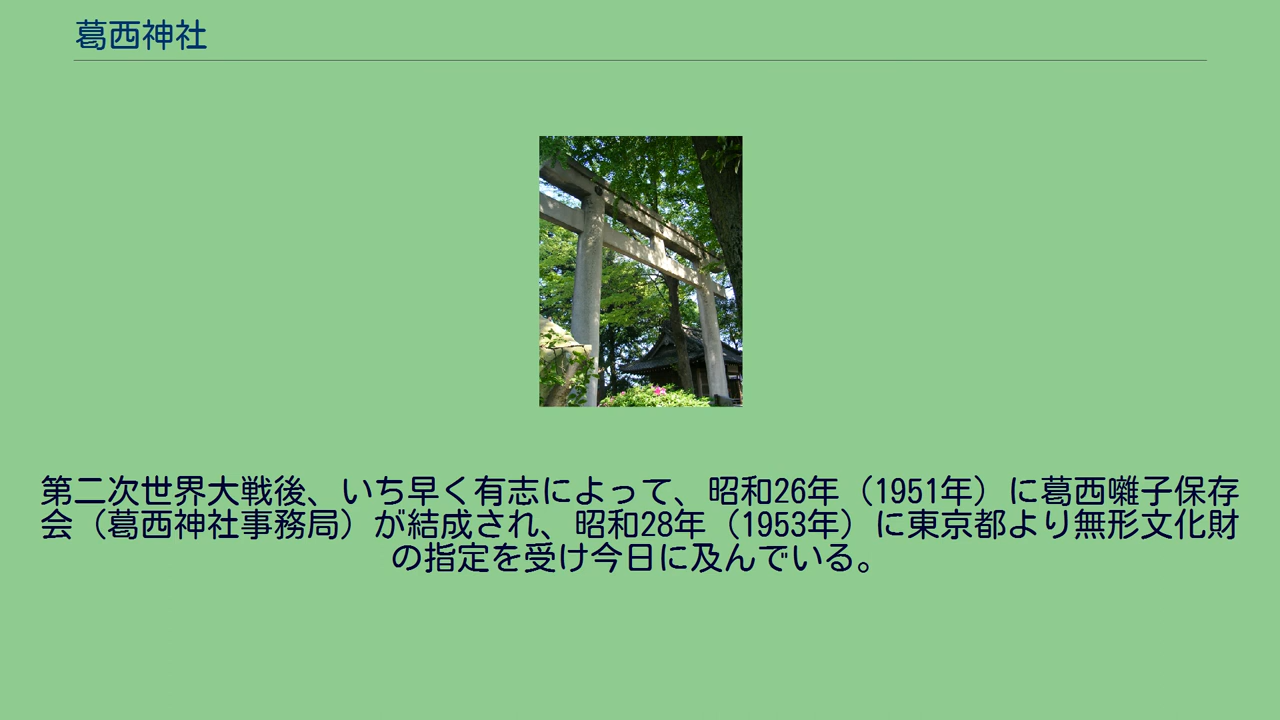 葛西神社
第二次世界大戦後、いち早く有志によって、昭和26年（1951年）に葛西囃子保存
会（葛西神社事務局）が結成され、昭和28年（1953年）に東京都より無形文化財
の指定を受け今日に及んでいる。